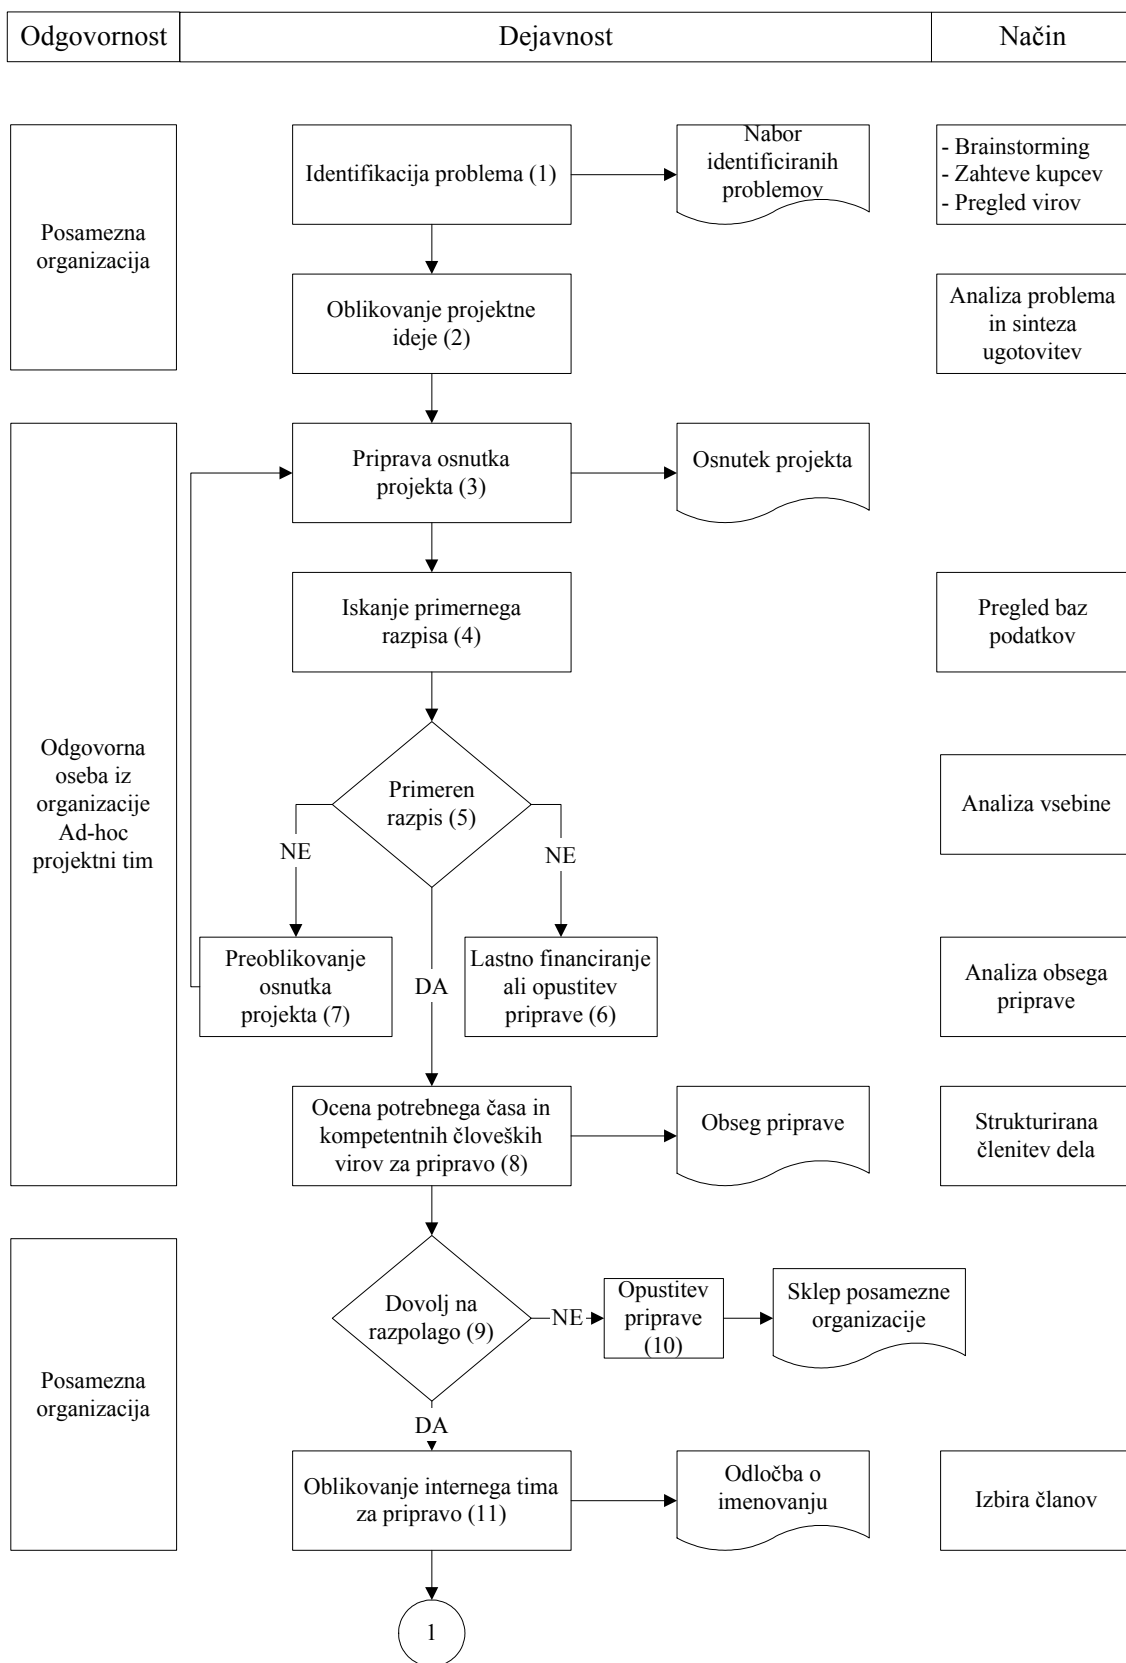 Odgovornost
Dejavnost
Način
Posamezna
organizacija
Identifikacija problema (1)
Nabor
identificiranih
problemov
- Brainstorming
- Zahteve kupcev
- Pregled virov
Oblikovanje projektne
ideje (2)
Analiza problema
in sinteza
ugotovitev
Odgovorna
oseba iz
organizacije
Ad-hoc
projektni tim
Priprava osnutka
projekta (3)
Osnutek projekta
Iskanje primernega
razpisa (4)
Pregled baz
podatkov
Primeren
razpis (5)
Analiza vsebine
NE
NE
DA
Preoblikovanje
osnutka
projekta (7)
Lastno financiranje
ali opustitev
priprave (6)
Analiza obsega
priprave
Ocena potrebnega časa in
kompetentnih človeških
virov za pripravo (8)
Obseg priprave
Strukturirana
členitev dela
Posamezna
organizacija
Dovolj na
razpolago (9)
NE
Opustitev
priprave
(10)
Sklep posamezne
organizacije
DA
Oblikovanje internega tima
za pripravo (11)
Odločba o
imenovanju
Izbira članov
1